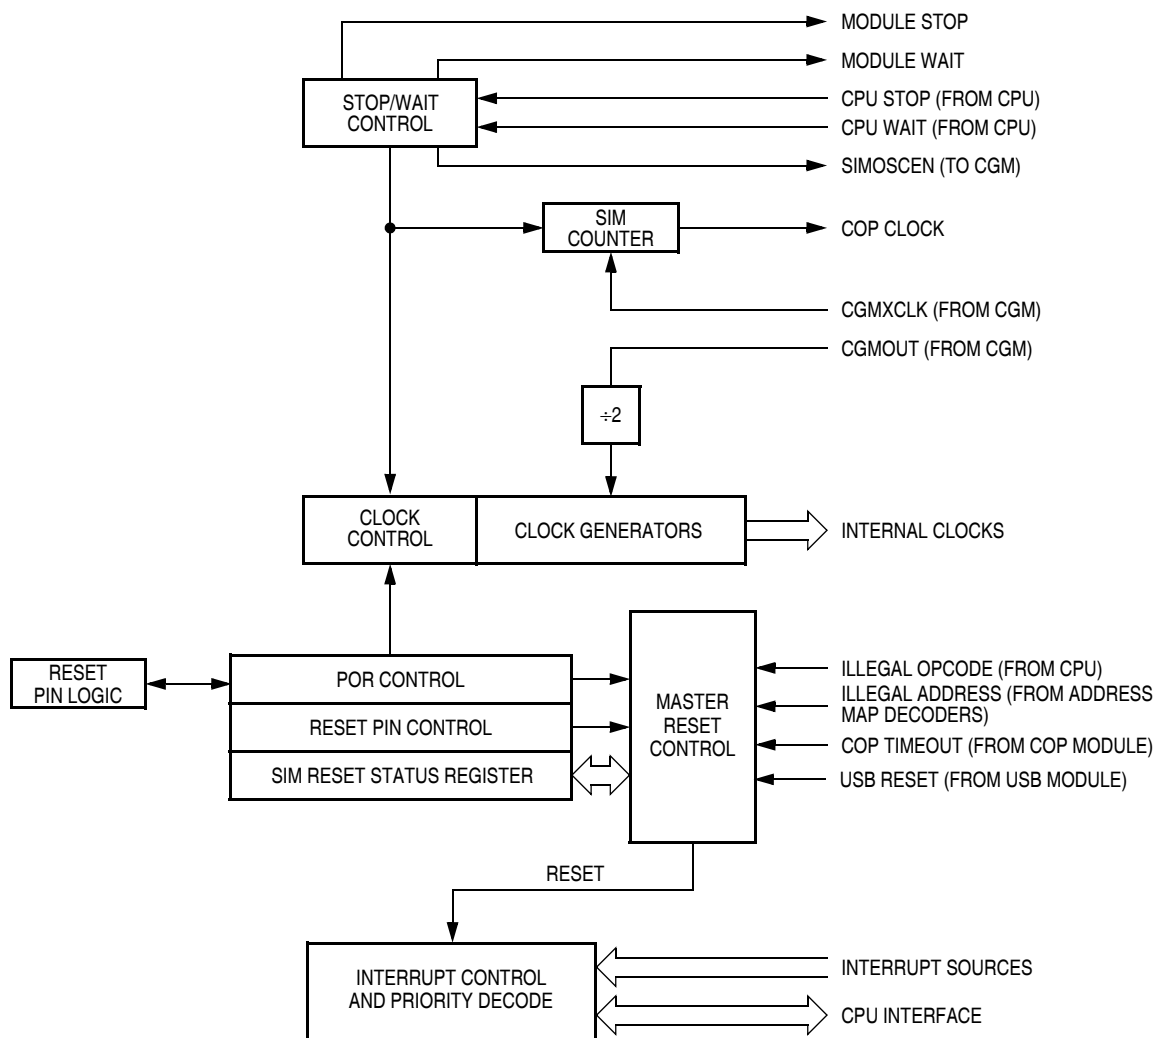 MODULE STOP
MODULE WAIT
STOP/WAIT
CONTROL
CPU STOP (FROM CPU)
CPU WAIT (FROM CPU)
SIMOSCEN (TO CGM)
SIM
COUNTER
COP CLOCK
CGMXCLK (FROM CGM)
CGMOUT (FROM CGM)
÷2
CLOCK
CONTROL
CLOCK GENERATORS
INTERNAL CLOCKS
RESET
PIN LOGIC
POR CONTROL
RESET PIN CONTROL
SIM RESET STATUS REGISTER
MASTER
RESET
CONTROL
ILLEGAL OPCODE (FROM CPU)
ILLEGAL ADDRESS (FROM ADDRESS
MAP DECODERS)
COP TIMEOUT (FROM COP MODULE)
USB RESET (FROM USB MODULE)
RESET
INTERRUPT CONTROL
AND PRIORITY DECODE
INTERRUPT SOURCES
CPU INTERFACE